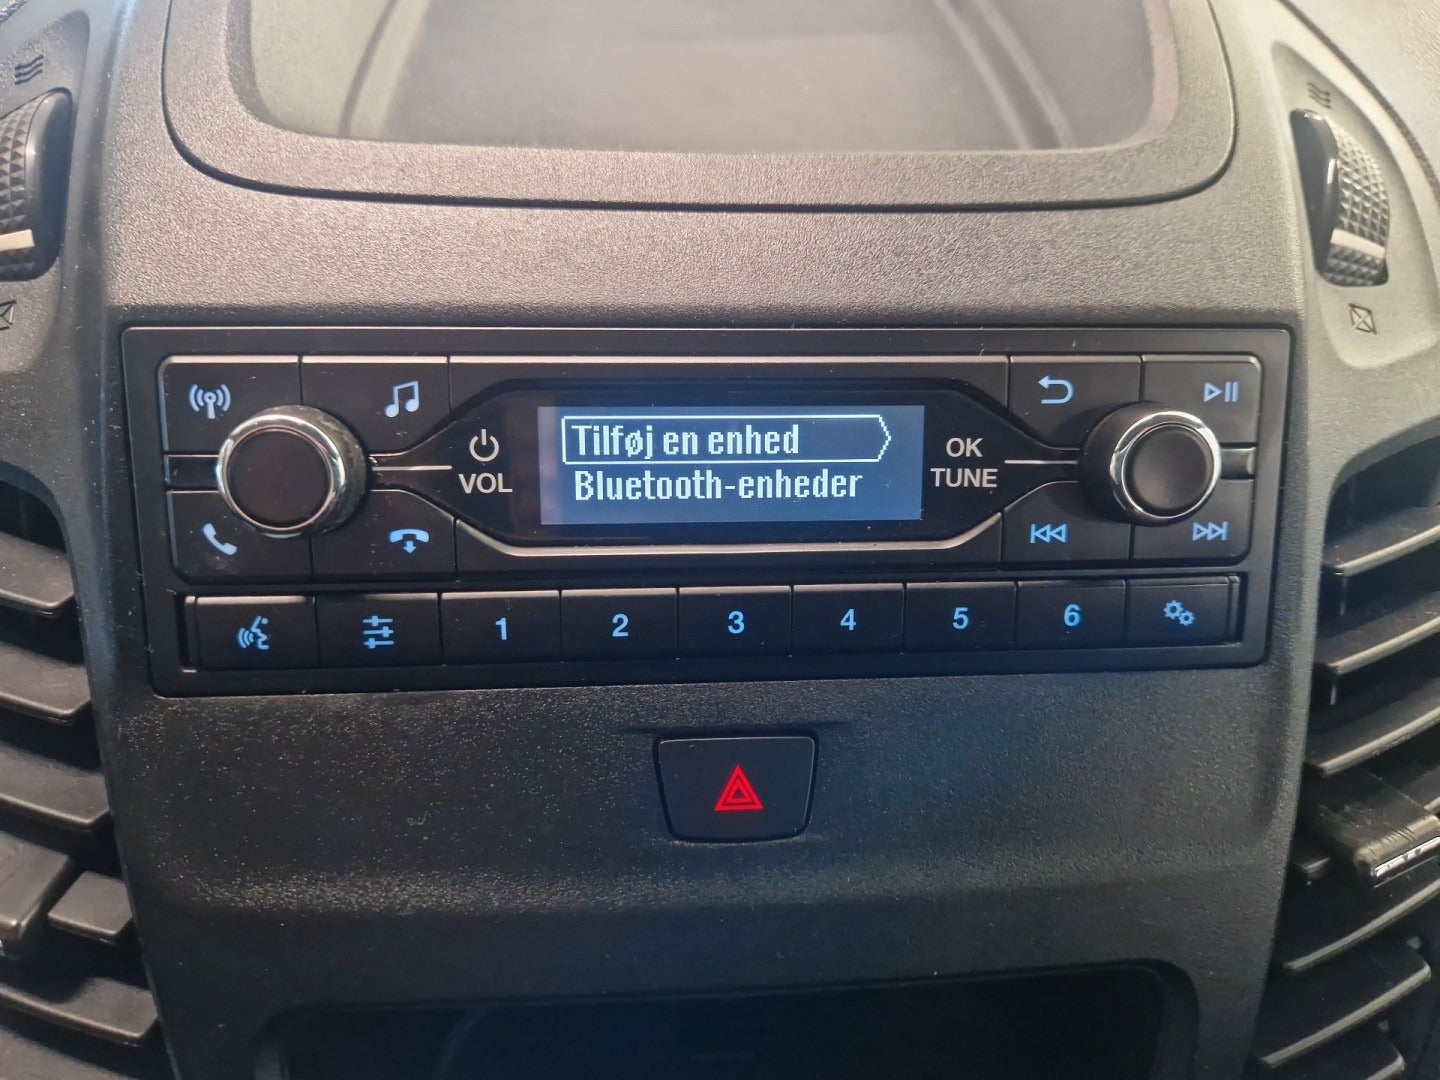 Tilføj en enhed
Bluetooth-enheder
VOL
OK
TUNE
1 2 3 4 5 6